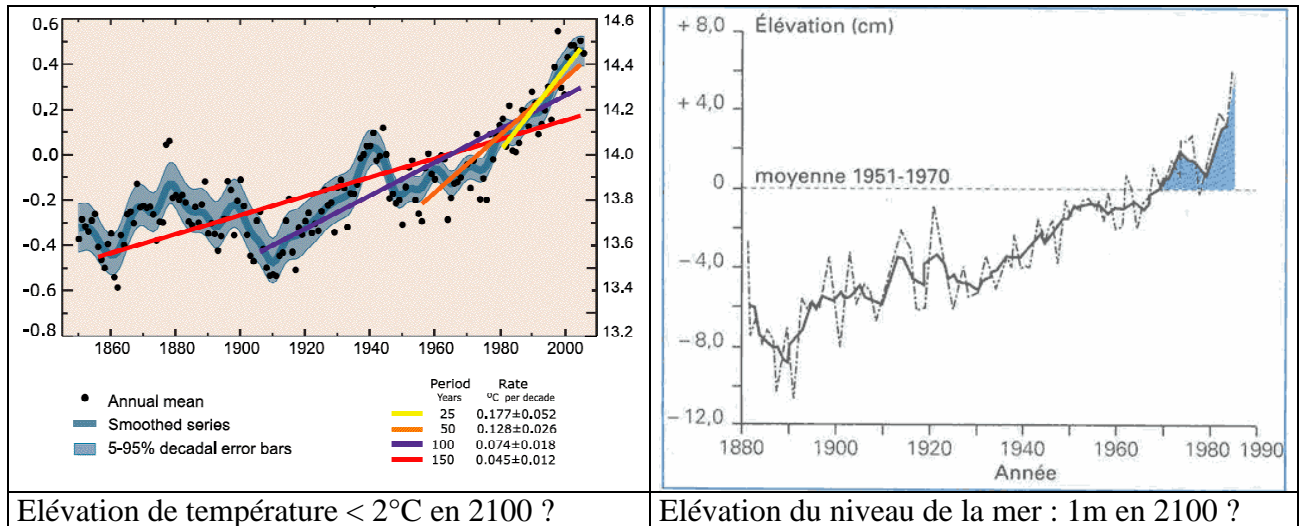 0.6
0.4
0.2
0.0
-0.2
-0.4
-0.6
-0.8
14.6
14.4
14.2
14.0
13.8
13.6
13.4
13.2
1860 1880 1900 1920 1940 1960 1980 2000
Annual mean
Smoothed series
5-95% decadal error bars
Period Rate
Years °C per decade
25 0.177±0.052
50 0.128±0.026
100 0.074±0.018
150 0.045±0.012
Elévation de température < 2°C en 2100 ?
Élévation (cm)
+ 8,0
+ 4,0
0
- 4,0
- 8,0
- 12,0
moyenne 1951-1970
1880 1900 1920 1940 1960 1980 1990
Année
Elévation du niveau de la mer : 1m en 2100 ?